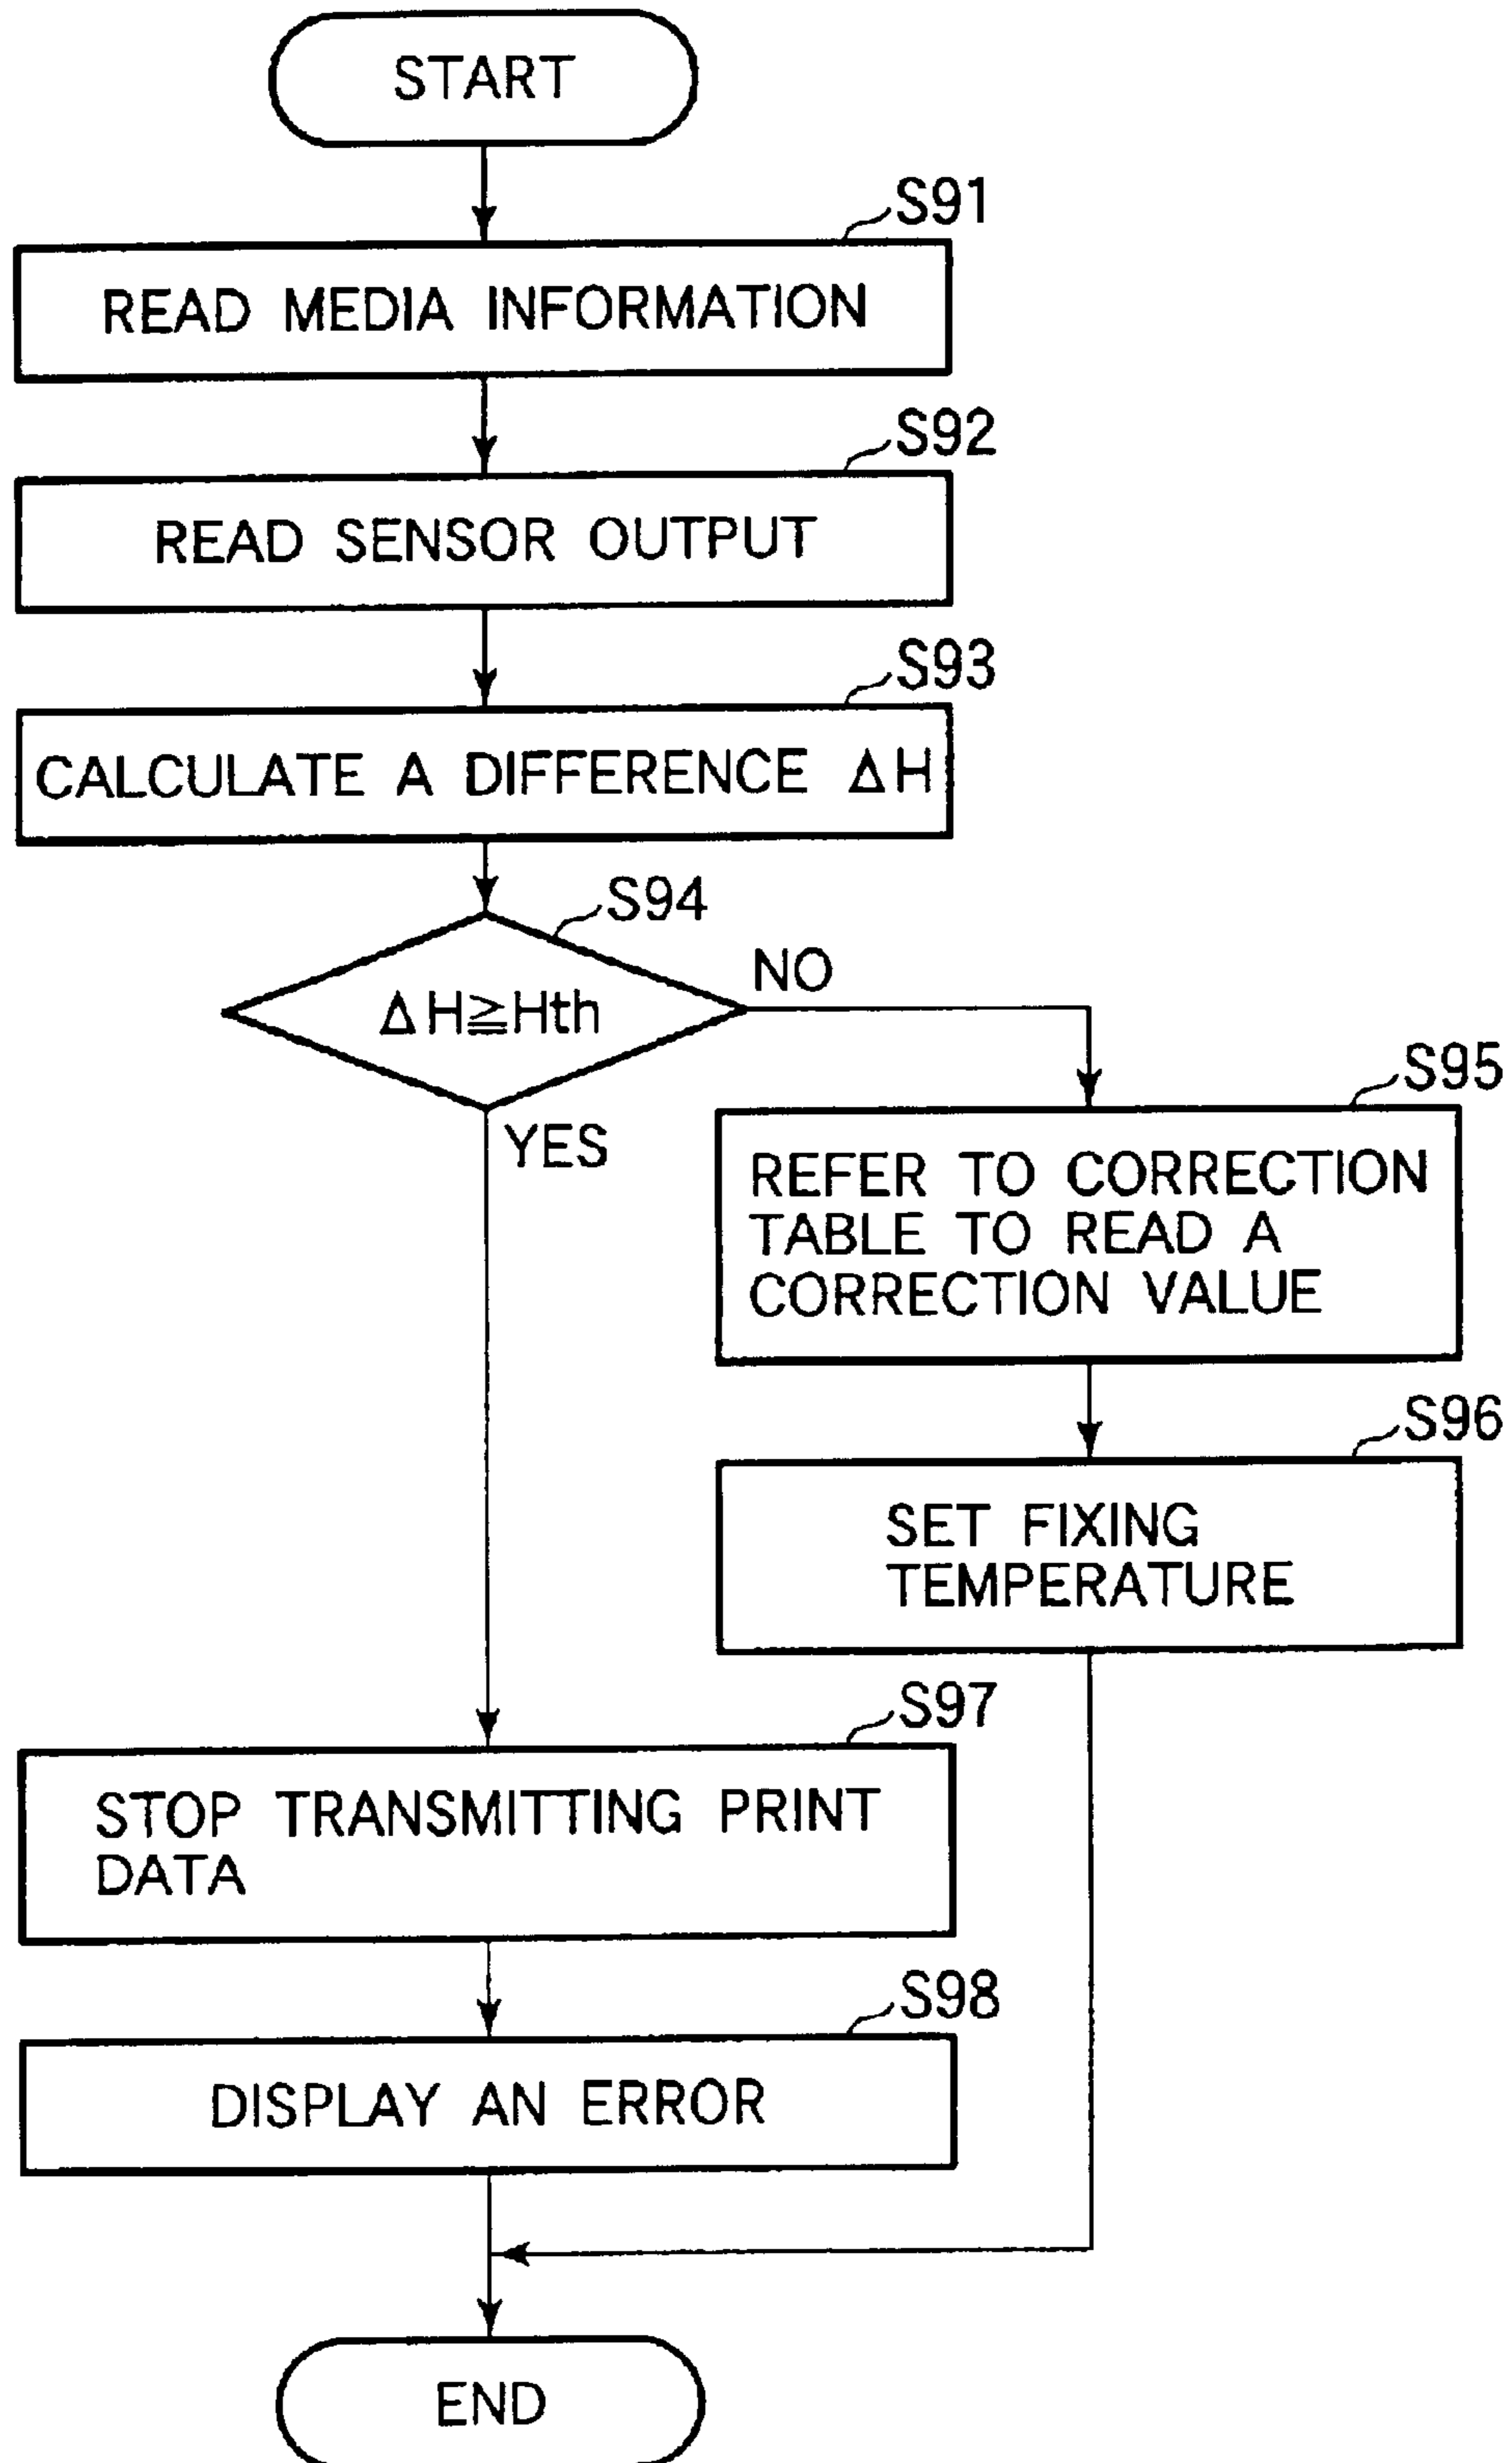 START
S91
READ MEDIA INFORMATION
S92
READ SENSOR OUTPUT
S93
CALCULATE A DIFFERENCE ΔH
S94
ΔH≧Hth
NO
YES
S95
REFER TO CORRECTION
TABLE TO READ A
CORRECTION VALUE
S96
SET FIXING
TEMPERATURE
S97
STOP TRANSMITTING PRINT
DATA
S98
DISPLAY AN ERROR
END